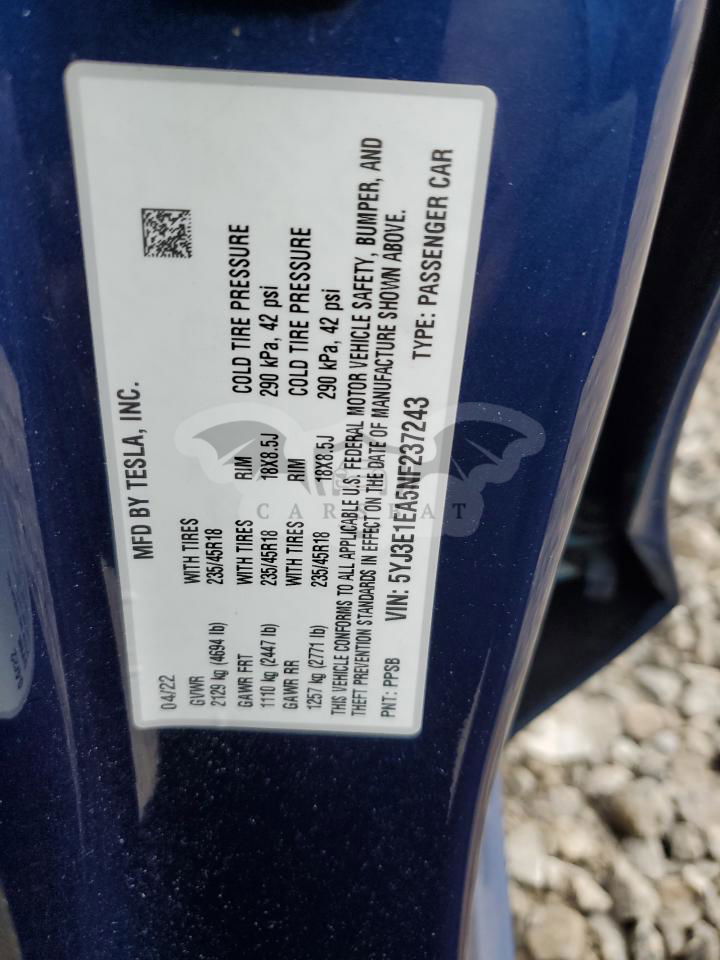 MFD BY TESLA, INC.
04/22
GVWR WITH TIRES RIM COLD TIRE PRESSURE
2129 kg (4694 lb) 235/45R18 18X8.5J 290 kPa, 42 psi
GAWR FRT WITH TIRES RIM COLD TIRE PRESSURE
1110 kg (2447 lb) 235/45R18 18X8.5J 290 kPa, 42 psi
GAWR RR WITH TIRES
1257 kg (2771 lb) 235/45R18
THIS VEHICLE CONFORMS TO ALL APPLICABLE U.S. FEDERAL MOTOR VEHICLE SAFETY, BUMPER, AND
THEFT PREVENTION STANDARDS IN EFFECT ON THE DATE OF MANUFACTURE SHOWN ABOVE.
VIN: 5YJ3E1EA5NF237243 TYPE: PASSENGER CAR
PNT: PPSB